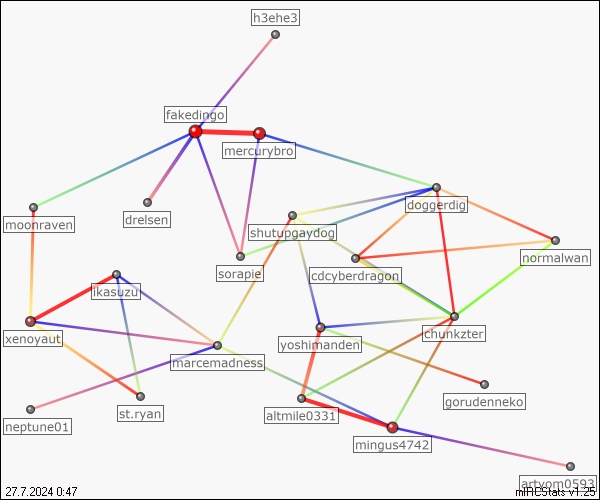 h3ehe3
fakedingo
mercurybro
doggerdig
moonraven
drelsen
shutupgaydog
normalwan
sorapie
cdcyberdragon
ikasuzu
xenoyaut
chunkzter
yoshimanden
marcemadness
gorudenneko
st.ryan
altmile0331
neptune01
mingus4742
artyom0593
27.7.2024 0:47
mIRCStats v1.25